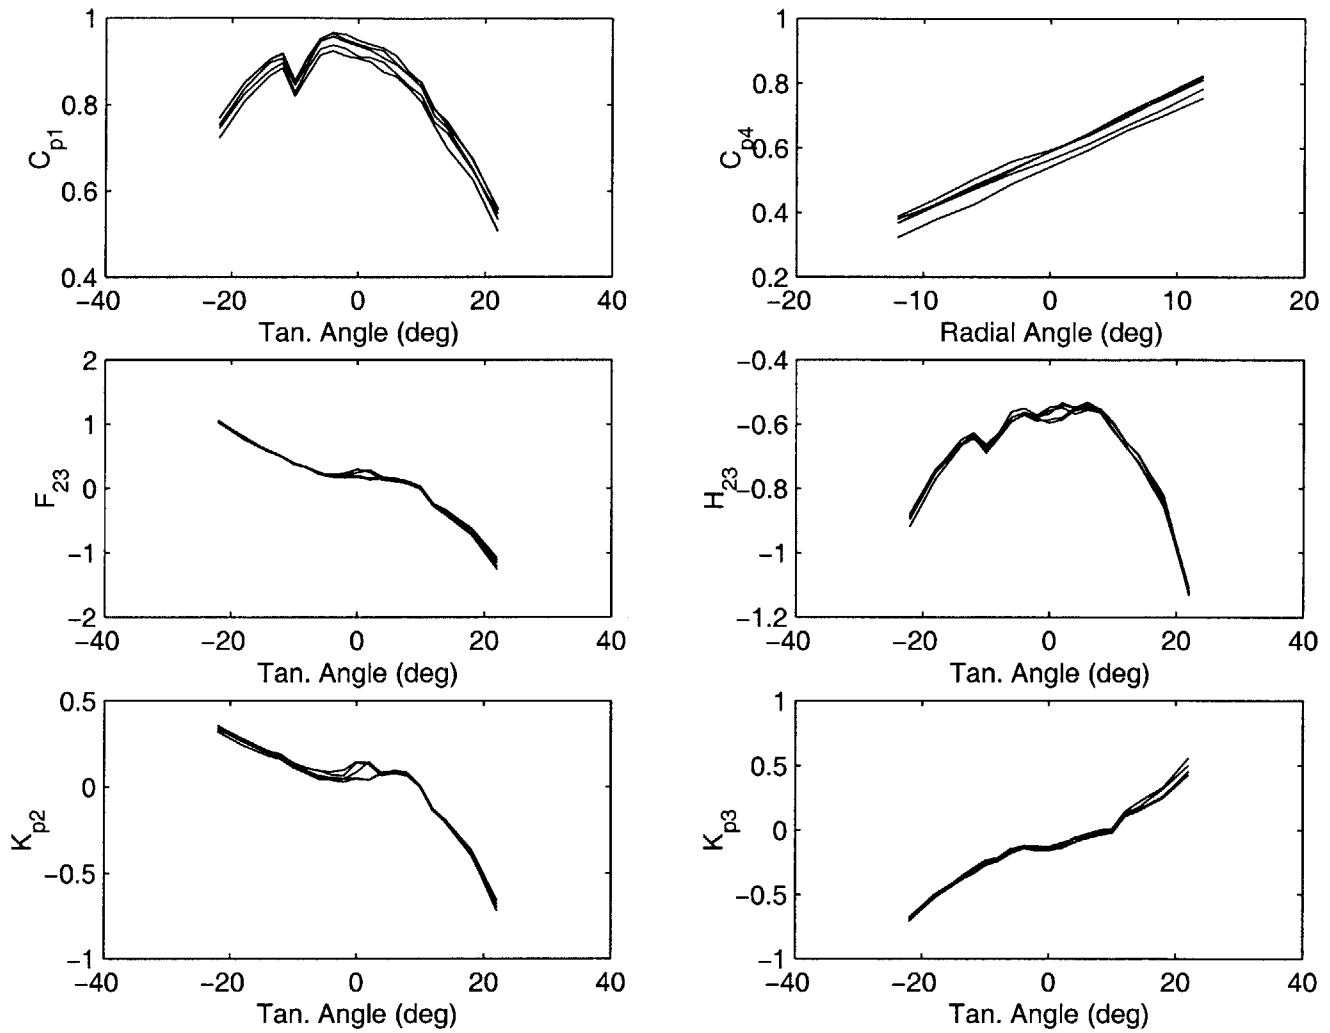 1
0.8
0.6
0.4
C_p1
−40 −20 0 20 40
Tan. Angle (deg)
1
0.8
0.6
0.4
0.2
C_p4
−20 −10 0 10 20
Radial Angle (deg)
2
1
0
−1
−2
F_23
−40 −20 0 20 40
Tan. Angle (deg)
−0.4
−0.6
−0.8
−1
−1.2
H_23
−40 −20 0 20 40
Tan. Angle (deg)
0.5
0
−0.5
−1
K_p2
−40 −20 0 20 40
Tan. Angle (deg)
1
0.5
0
−0.5
−1
K_p3
−40 −20 0 20 40
Tan. Angle (deg)